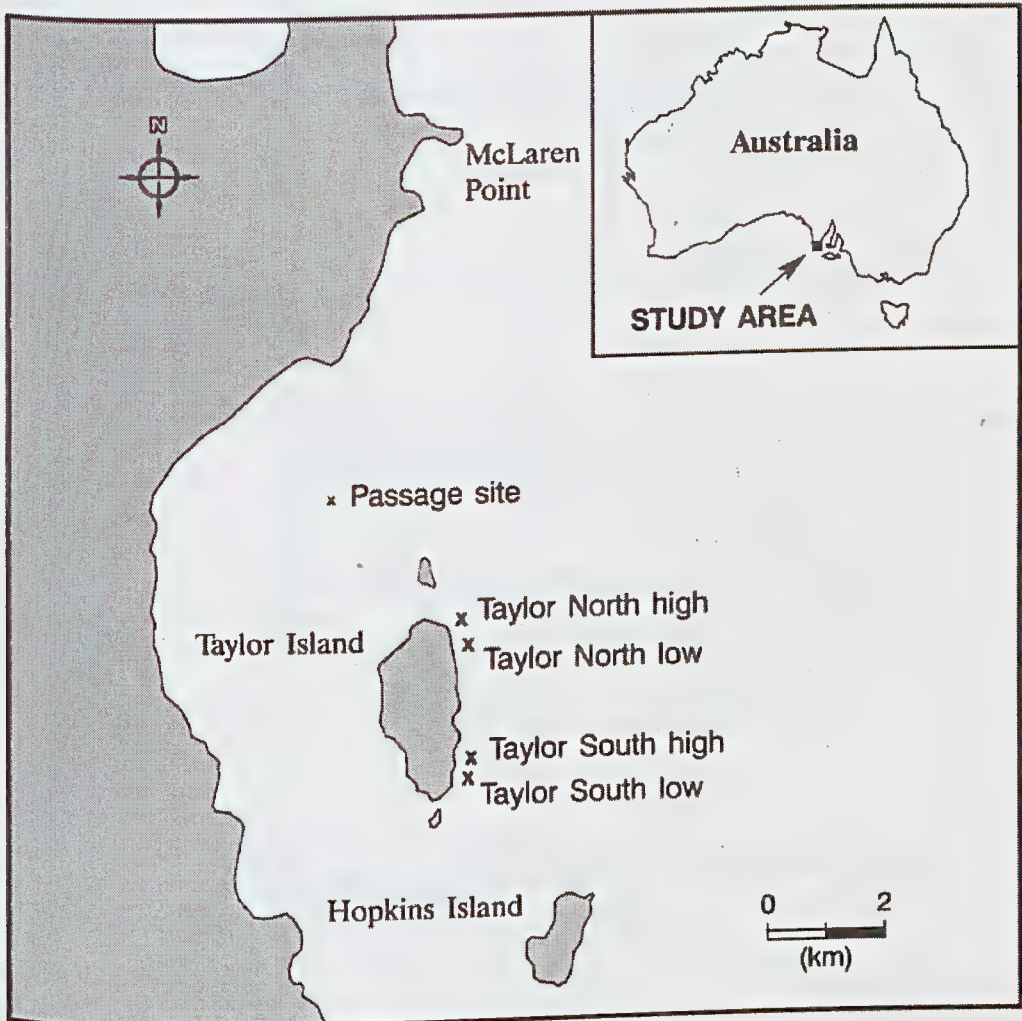 N
McLaren
Point
Australia
STUDY AREA
Passage site
Taylor North high
Taylor Island
Taylor North low
Taylor South high
Taylor South low
Hopkins Island
0 2
(km)